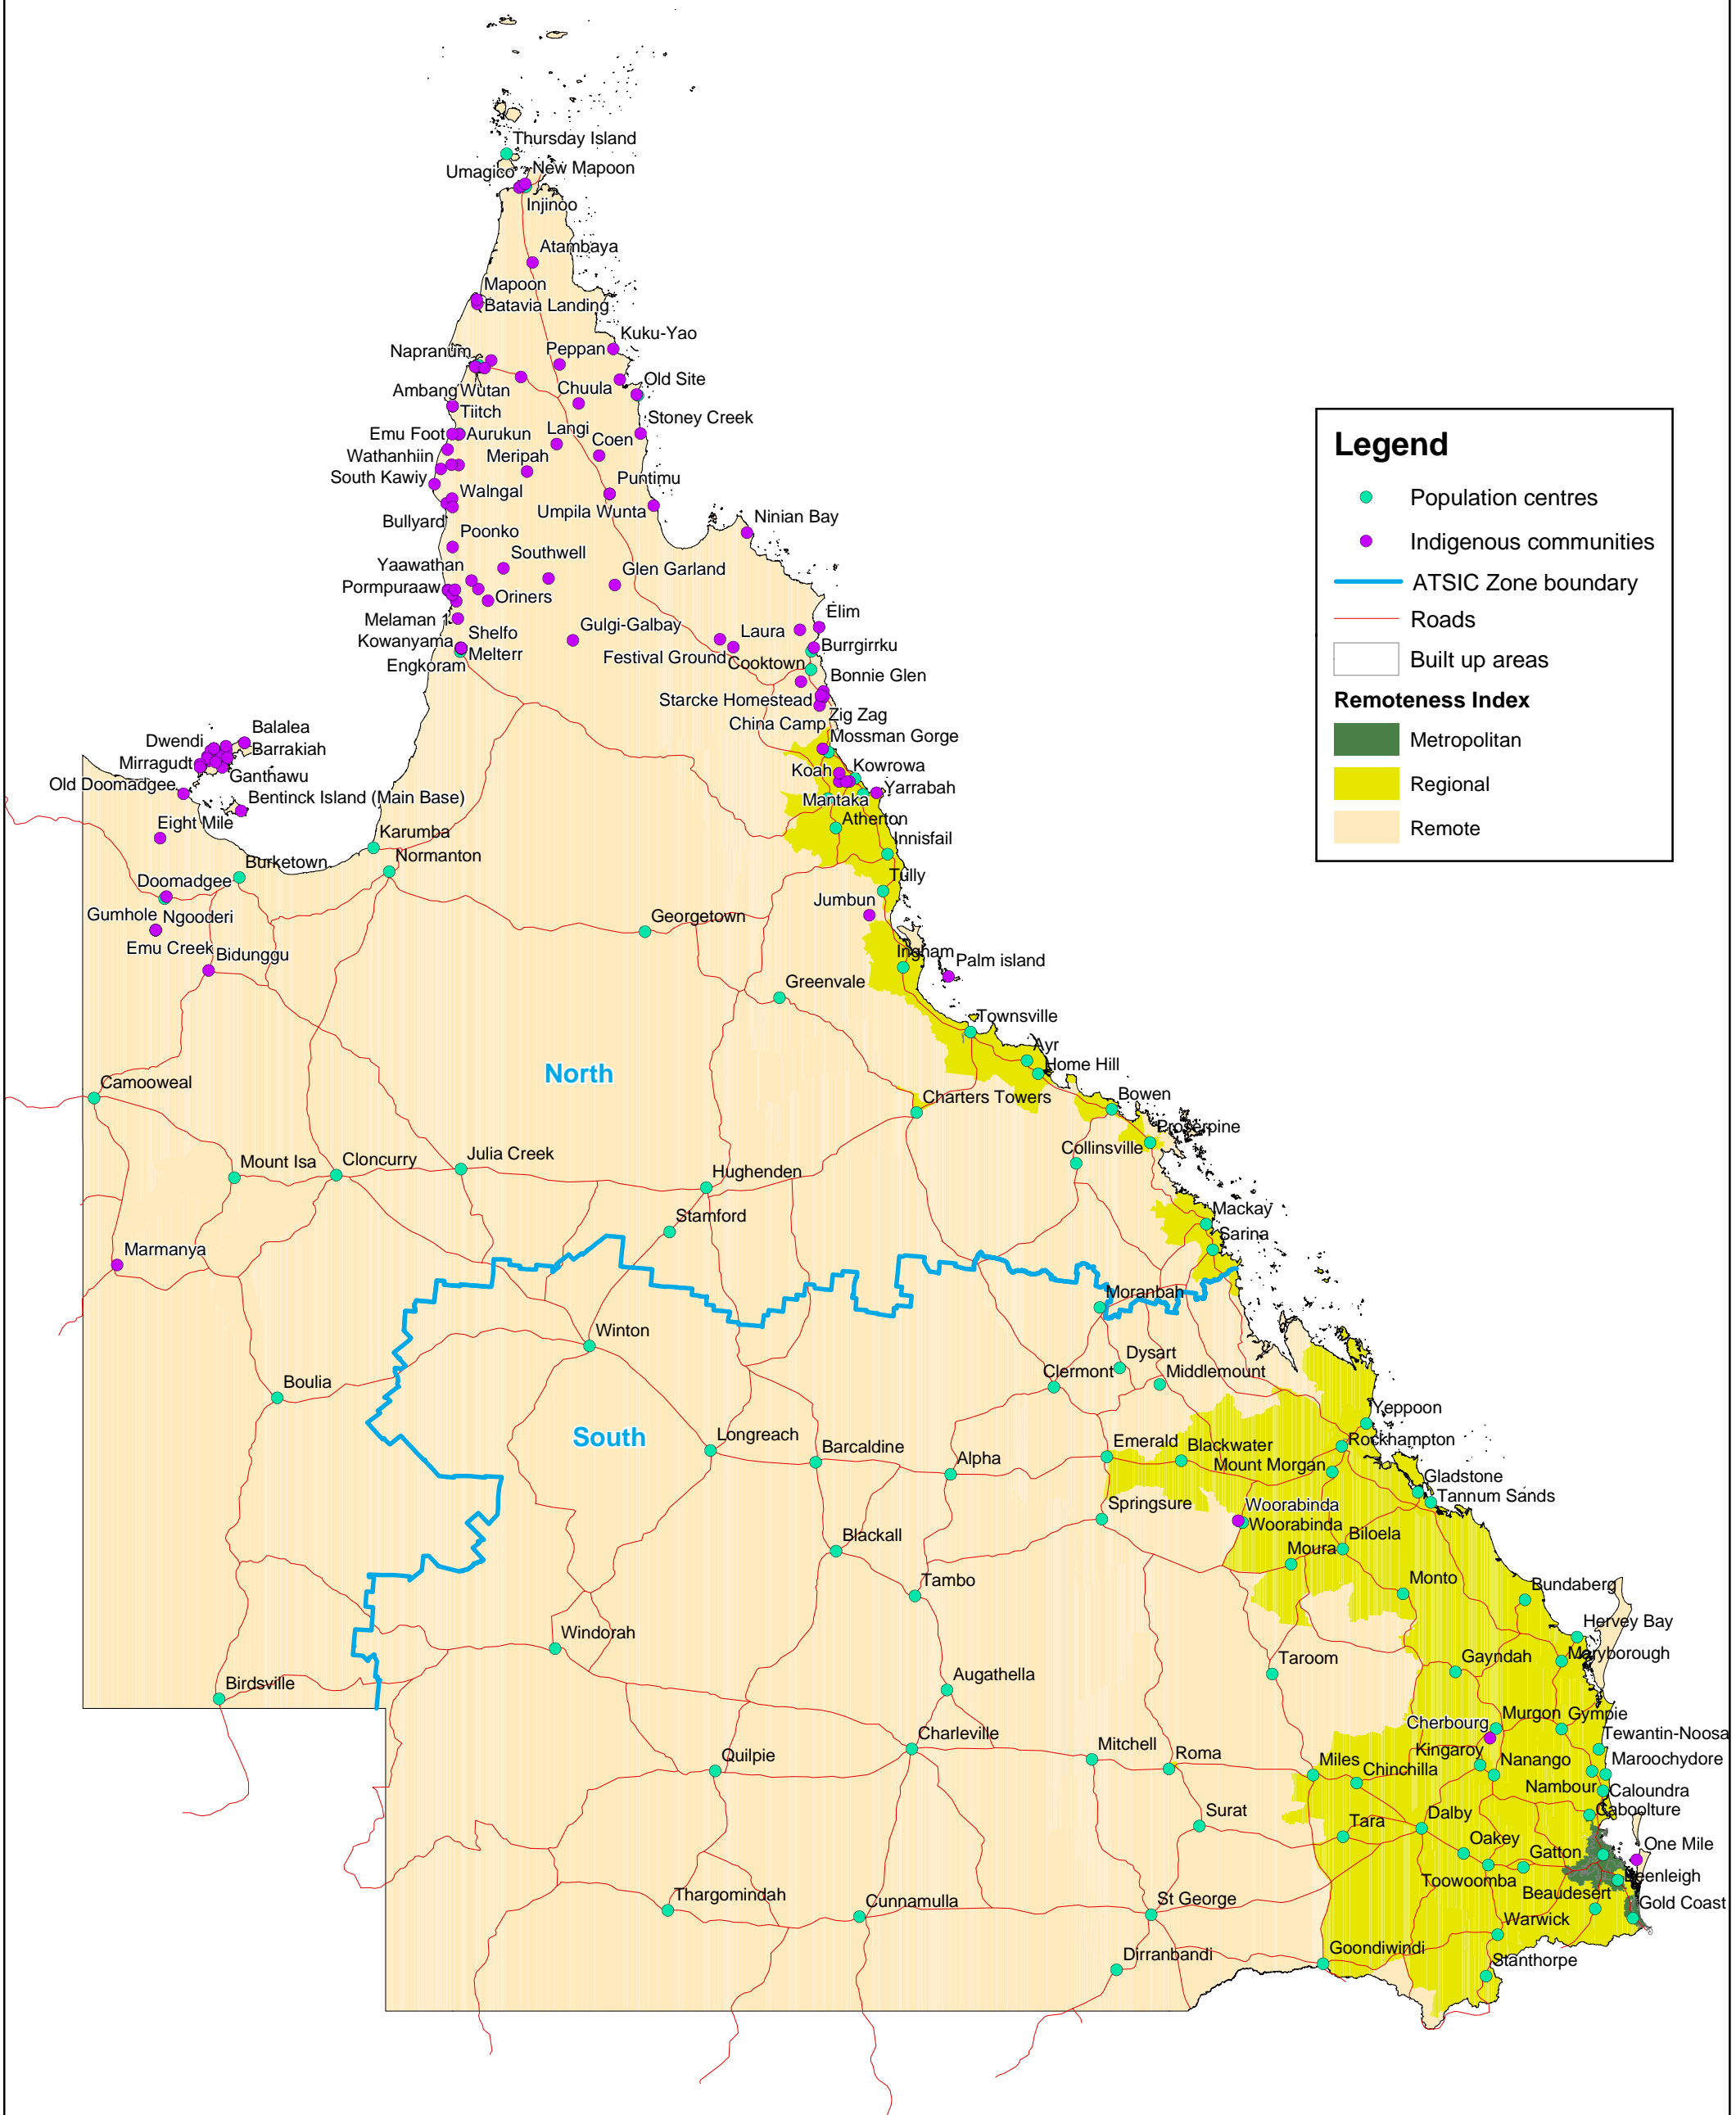 Thursday Island
Umagico
New Mapoon
Injinoo
Atambaya
Mapoon
Batavia Landing
Kuku-Yao
Napranum
Peppan
Old Site
Ambang
Wutan
Chuula
Tiitch
Stoney Creek
Emu Foot
Aurukun
Langi
Coen
Wathanhiin
Meripah
South Kawiy
Puntimu
Walngal
Umpila Wunta
Bullyard
Ninian Bay
Poonko
Southwell
Yaawathan
Glen Garland
Pormpuraaw
Oriners
Elim
Melaman 1
Gulgi-Galbay
Laura
Shelfo
Kowanyama
Melterr
Burrgirrku
Festival Ground
Cooktown
Engkoram
Bonnie Glen
Starcke Homestead
Zig Zag
China Camp
Balalea
Mossman Gorge
Dwendi
Barrakiah
Mirragudt
Koah
Kowrowa
Ganthawu
Old Doomadgee
Yarrabah
Bentinck Island (Main Base)
Mantaka
Eight Mile
Atherton
Karumba
Innisfail
Normanton
Burketown
Tully
Doomadgee
Jumbun
Gumhole
Ngooderi
Georgetown
Emu Creek
Bidunggu
Ingham
Palm island
Greenvale
Townsville
Ayr
Home Hill
North
Camooweal
Charters Towers
Bowen
Proserpine
Collinsville
Mount Isa
Cloncurry
Julia Creek
Hughenden
Stamford
Mackay
Sarina
Marmanya
Moranbah
Winton
Dysart
Clermont
Middlemount
Boulia
Yeppoon
South
Longreach
Barcaldine
Alpha
Emerald
Blackwater
Rockhampton
Mount Morgan
Gladstone
Tannum Sands
Springsure
Woorabinda
Woorabinda
Blackall
Biloela
Moura
Tambo
Monto
Bundaberg
Hervey Bay
Windorah
Maryborough
Taroom
Gayndah
Augathella
Birdsville
Murgon
Gympie
Cherbourg
Tewantin-Noosa
Charleville
Mitchell
Roma
Kingaroy
Nanango
Maroochydore
Quilpie
Miles
Chinchilla
Nambour
Caloundra
Surat
Dalby
Caboolture
Tara
Oakey
Gatton
One Mile
Toowoomba
Beenleigh
Thargomindah
Cunnamulla
St George
Beaudesert
Gold Coast
Warwick
Dirranbandi
Goondiwindi
Stanthorpe
Legend
Population centres
Indigenous communities
ATSIC Zone boundary
Roads
Built up areas
Remoteness Index
Metropolitan
Regional
Remote